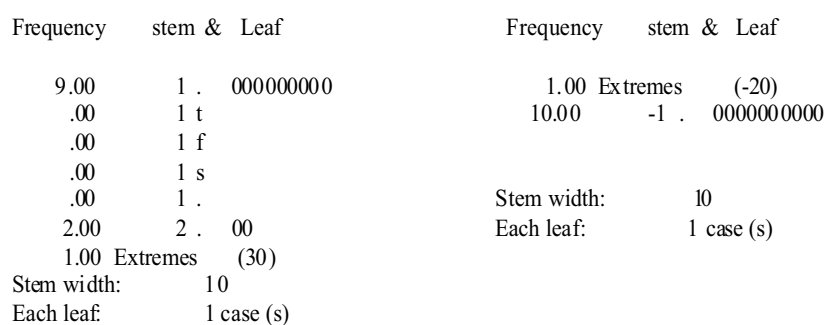 Frequency stem & Leaf
9.00 1 . 000000000
.00 1 t
.00 1 f
.00 1 s
.00 1 .
2.00 2 . 00
1.00 Extremes (30)
Stem width: 10
Each leaf: 1 case (s)
Frequency stem & Leaf
1.00 Extremes (-20)
10.00 -1 . 0000000000
Stem width: 10
Each leaf: 1 case (s)